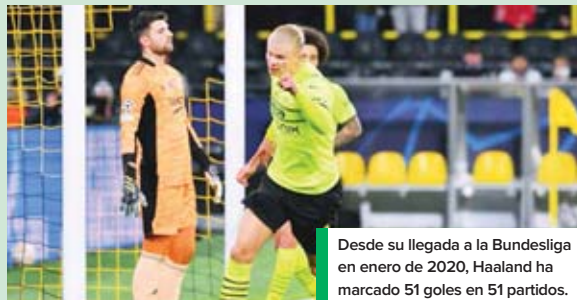 Desde su llegada a la Bundesliga
en enero de 2020, Haaland ha
marcado 51 goles en 51 partidos.